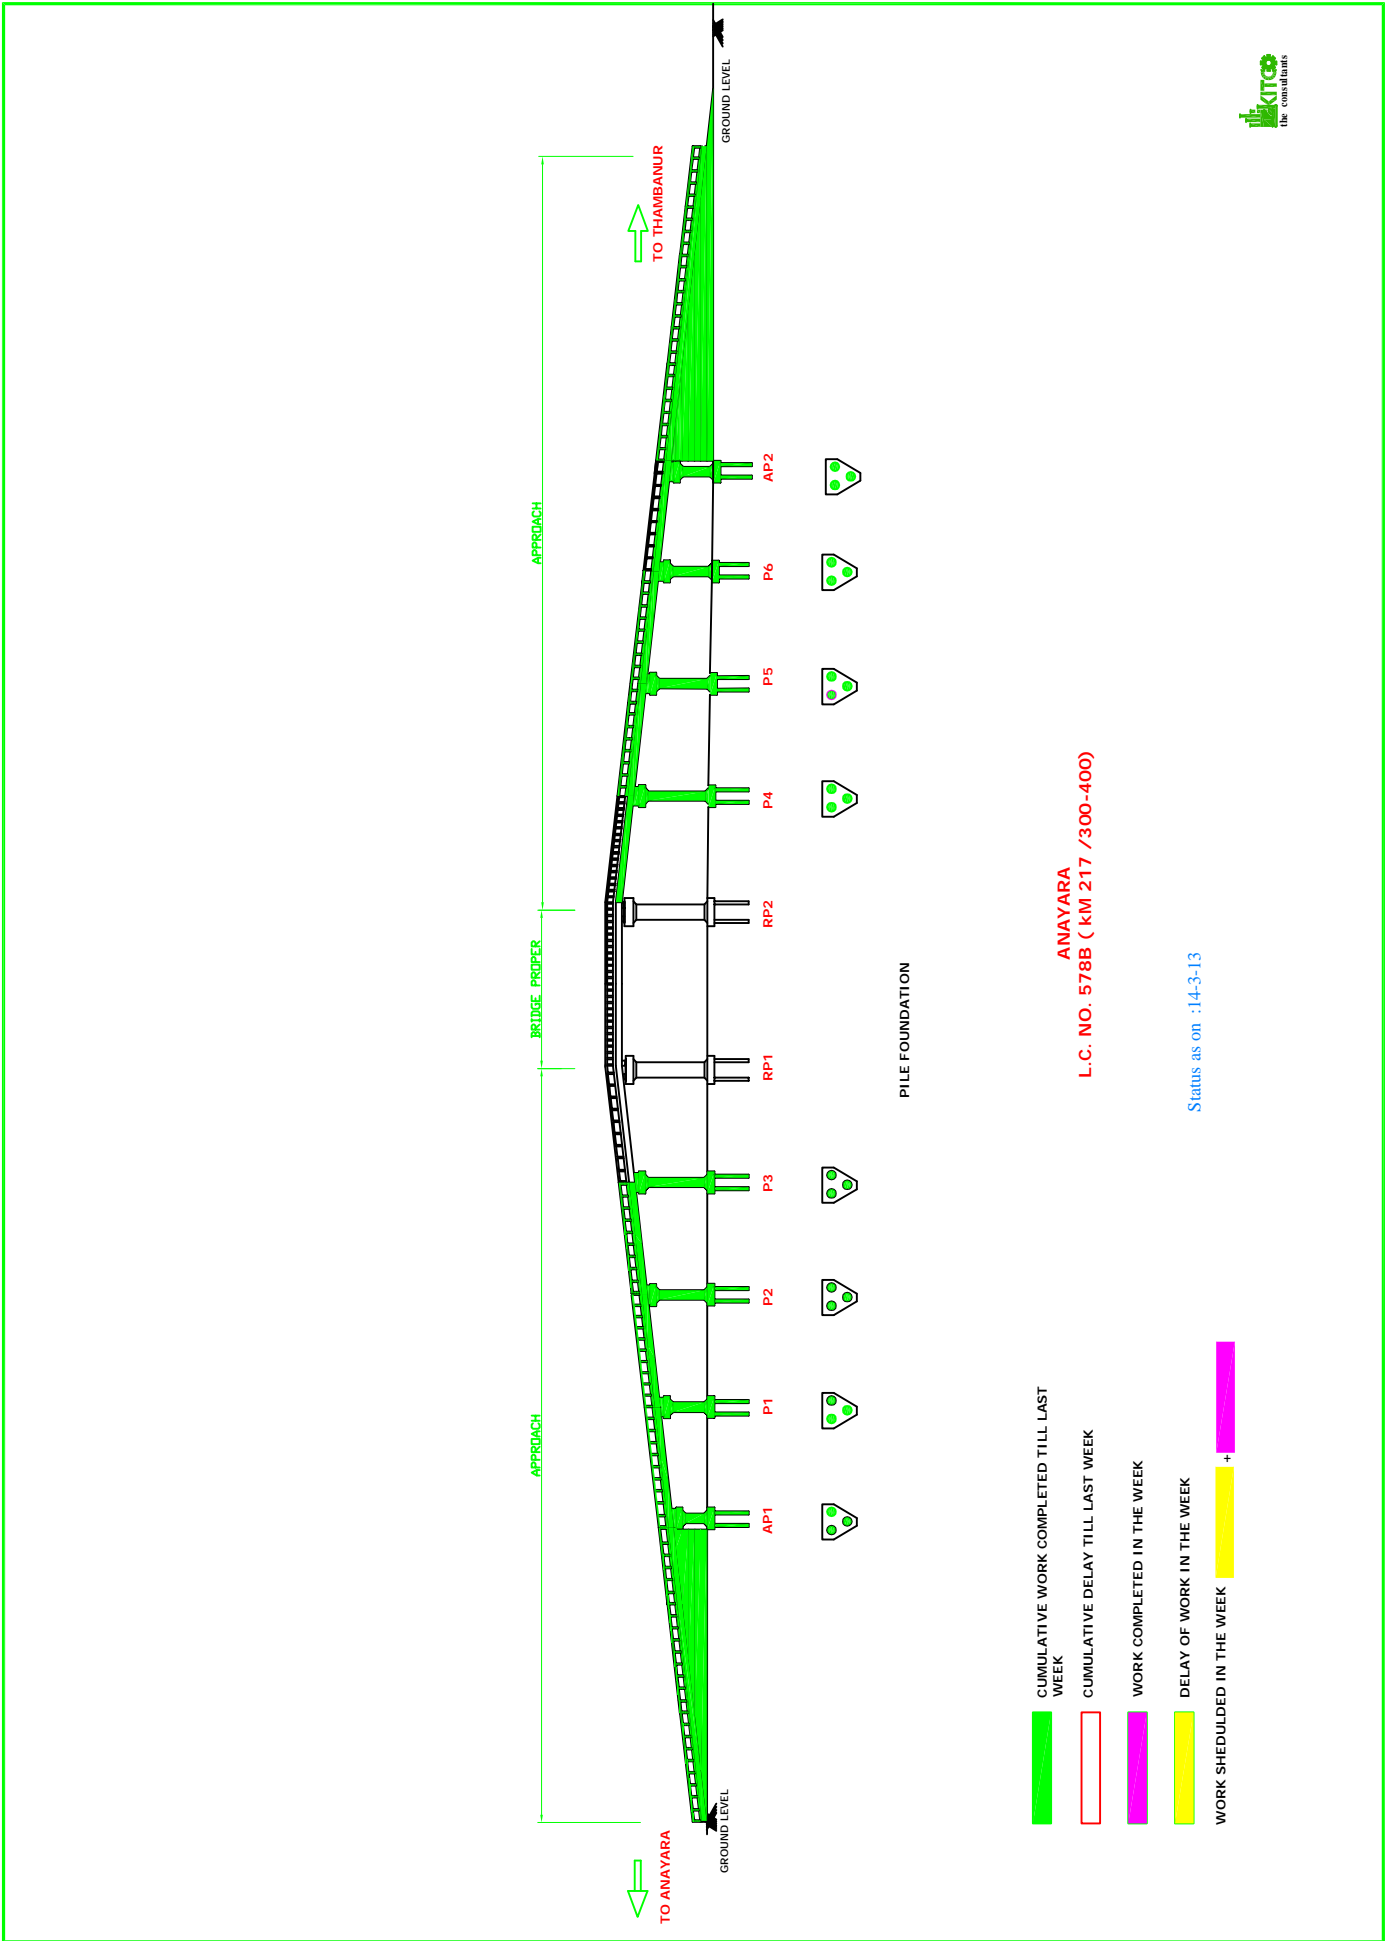 KITCO
the consultants
APPROACH
BRIDGE PROPER
APPROACH
TO ANAYARA
TO THAMBANUR
GROUND LEVEL
GROUND LEVEL
AP1
P1
P2
P3
RP1
RP2
P4
P5
P6
AP2
PILE FOUNDATION
ANAYARA
L.C. NO. 578B ( kM 217 /300-400)
Status as on :14-3-13
CUMULATIVE WORK COMPLETED TILL LAST
WEEK
CUMULATIVE DELAY TILL LAST WEEK
WORK COMPLETED IN THE WEEK
DELAY OF WORK IN THE WEEK
WORK SHEDULDED IN THE WEEK +